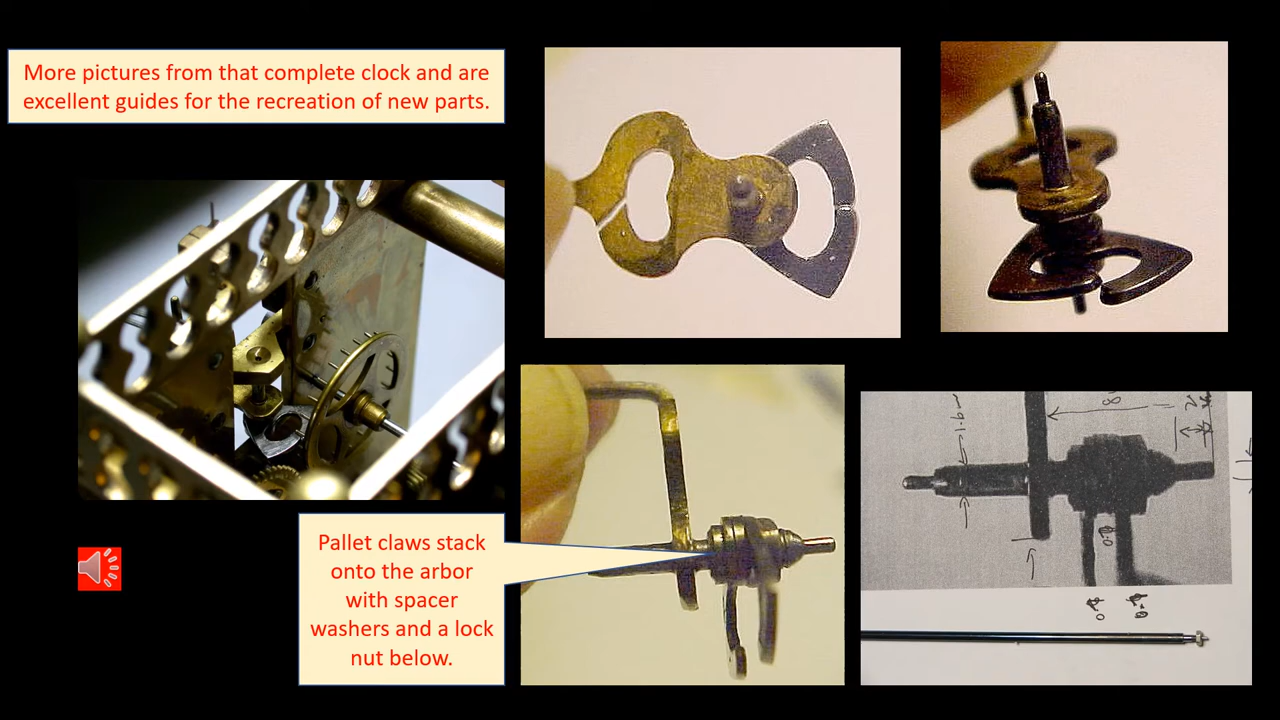 More pictures from that complete clock and are
excellent guides for the recreation of new parts.
Pallet claws stack
onto the arbor
with spacer
washers and a lock
nut below.
8